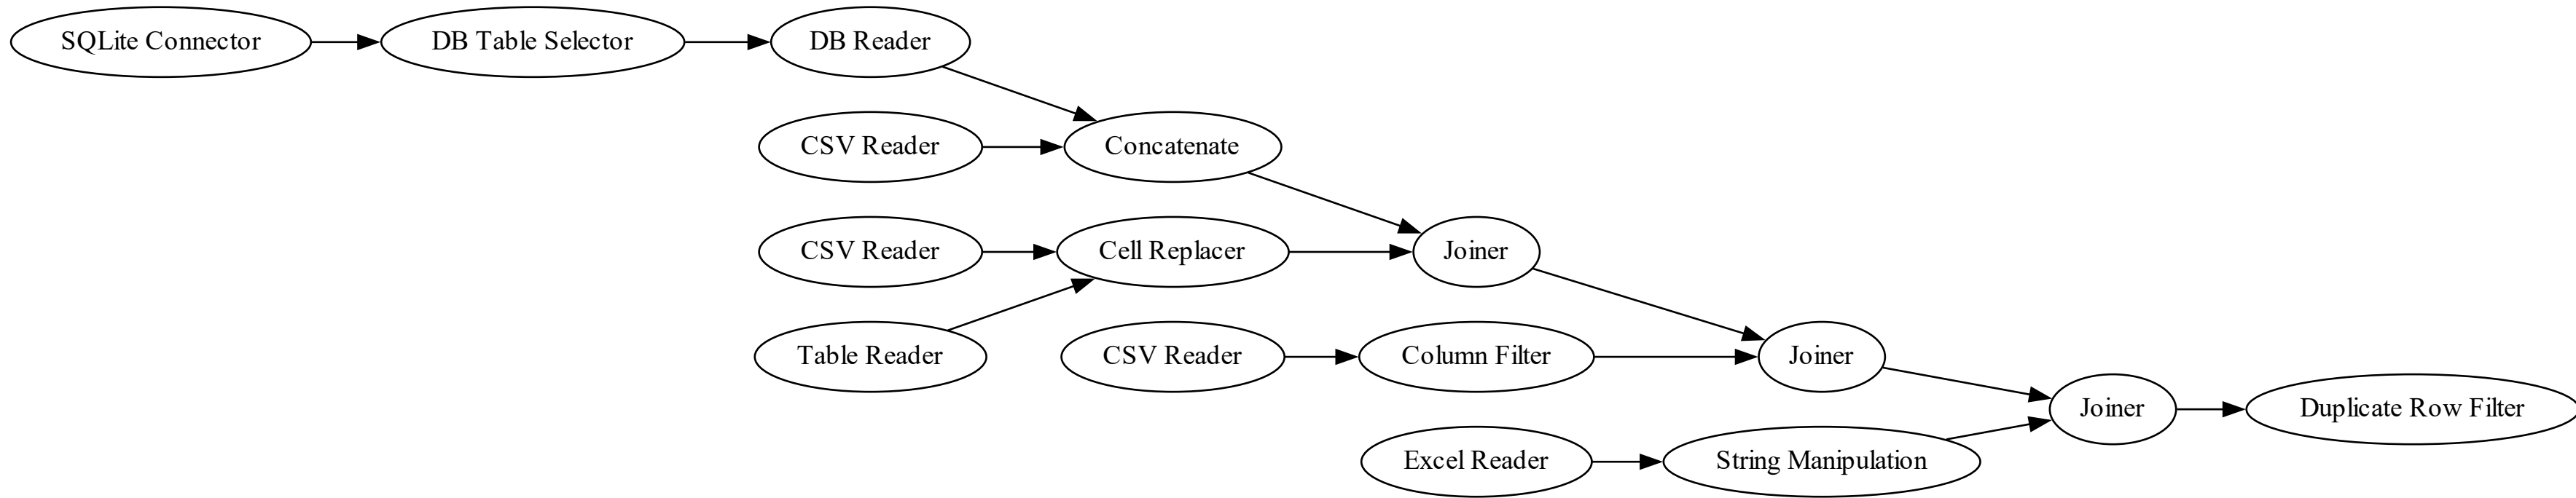 SQLite Connector
DB Table Selector
DB Reader
CSV Reader
Concatenate
CSV Reader
Cell Replacer
Joiner
Table Reader
CSV Reader
Column Filter
Joiner
Joiner
Duplicate Row Filter
Excel Reader
String Manipulation